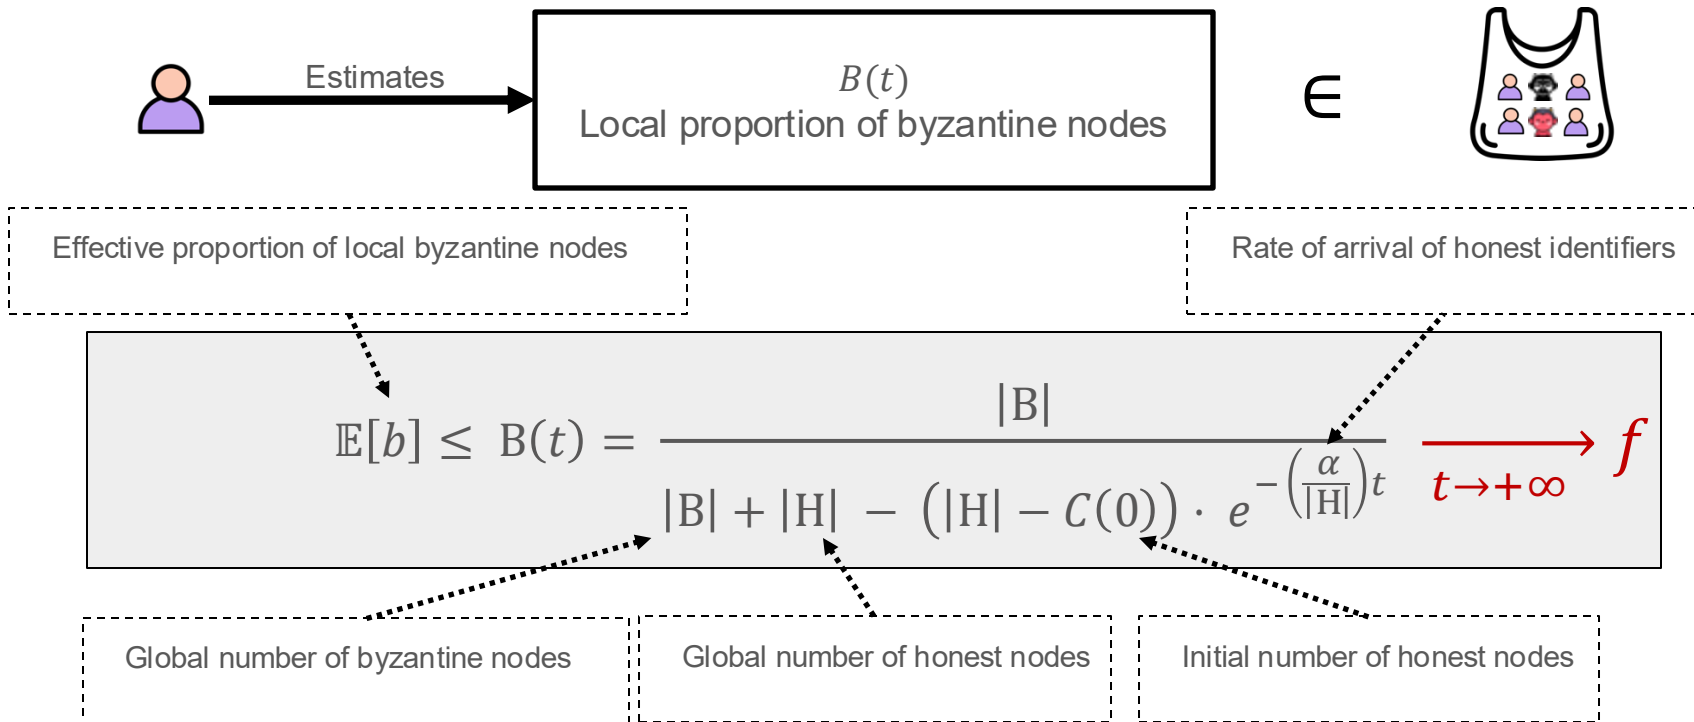 Estimates
B(t)
Local proportion of byzantine nodes
∈
Effective proportion of local byzantine nodes
Rate of arrival of honest identifiers
𝔼[b] ≤ B(t) = |B| / (|B| + |H| − (|H| − C(0)) · e^{−(α/|H|)t}) ⟶ f
t→+∞
Global number of byzantine nodes
Global number of honest nodes
Initial number of honest nodes